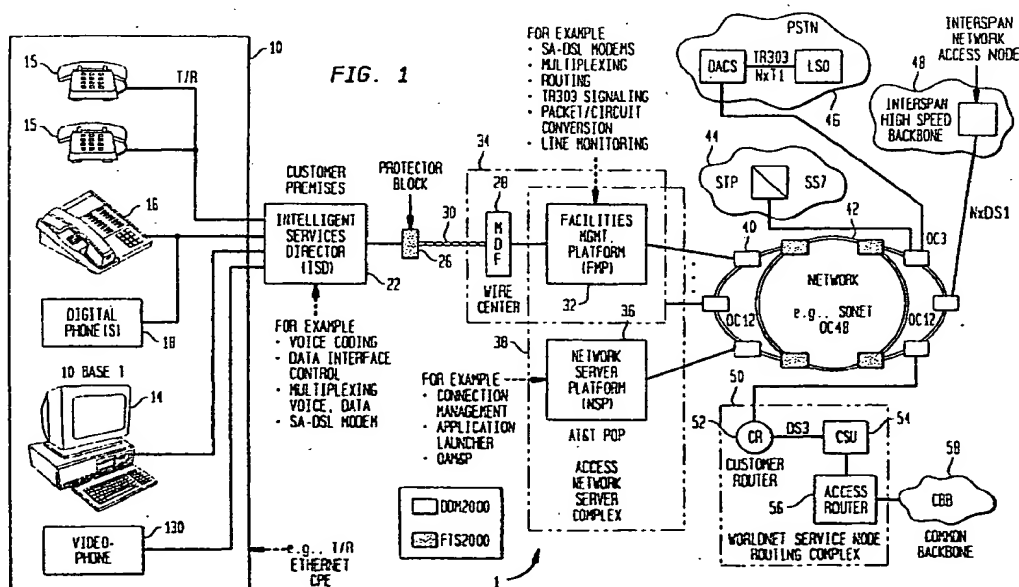 FIG. 1
15
15
T/R
10
16
DIGITAL
PHONE(S)
18
10 BASE T
14
VIDEO-
PHONE
130
e.g., T/R
ETHERNET
CPE
CUSTOMER
PREMISES
INTELLIGENT
SERVICES
DIRECTOR
(ISD)
22
FOR EXAMPLE
• VOICE CODING
• DATA INTERFACE
CONTROL
• MULTIPLEXING
VOICE, DATA
• SA-DSL MODEM
PROTECTOR
BLOCK
26
30
34
28
MDF
WIRE
CENTER
FOR EXAMPLE
• SA-DSL MODEMS
• MULTIPLEXING
• ROUTING
• TR303 SIGNALING
• PACKET/CIRCUIT
CONVERSION
• LINE MONITORING
FACILITIES
MGMT.
PLATFORM
(FMP)
32
36
38
NETWORK
SERVER
PLATFORM
(NSP)
AT&T POP
FOR EXAMPLE
• CONNECTION
MANAGEMENT
• APPLICATION
LAUNCHER
• OAM&P
ACCESS
NETWORK
SERVER
COMPLEX
DDM2000
FTS2000
1
PSTN
DACS
TR303
NxT1
LSO
46
INTERSPAN
NETWORK
ACCESS NODE
48
INTERSPAN
HIGH SPEED
BACKBONE
NxDS1
44
STP
SS7
40
42
OC3
OC12
OC12
NETWORK
e.g., SONET
OC48
50
52
CR
CUSTOMER
ROUTER
DS3
CSU
54
56
ACCESS
ROUTER
WORLDNET SERVICE NODE
ROUTING COMPLEX
58
CBB
COMMON
BACKBONE